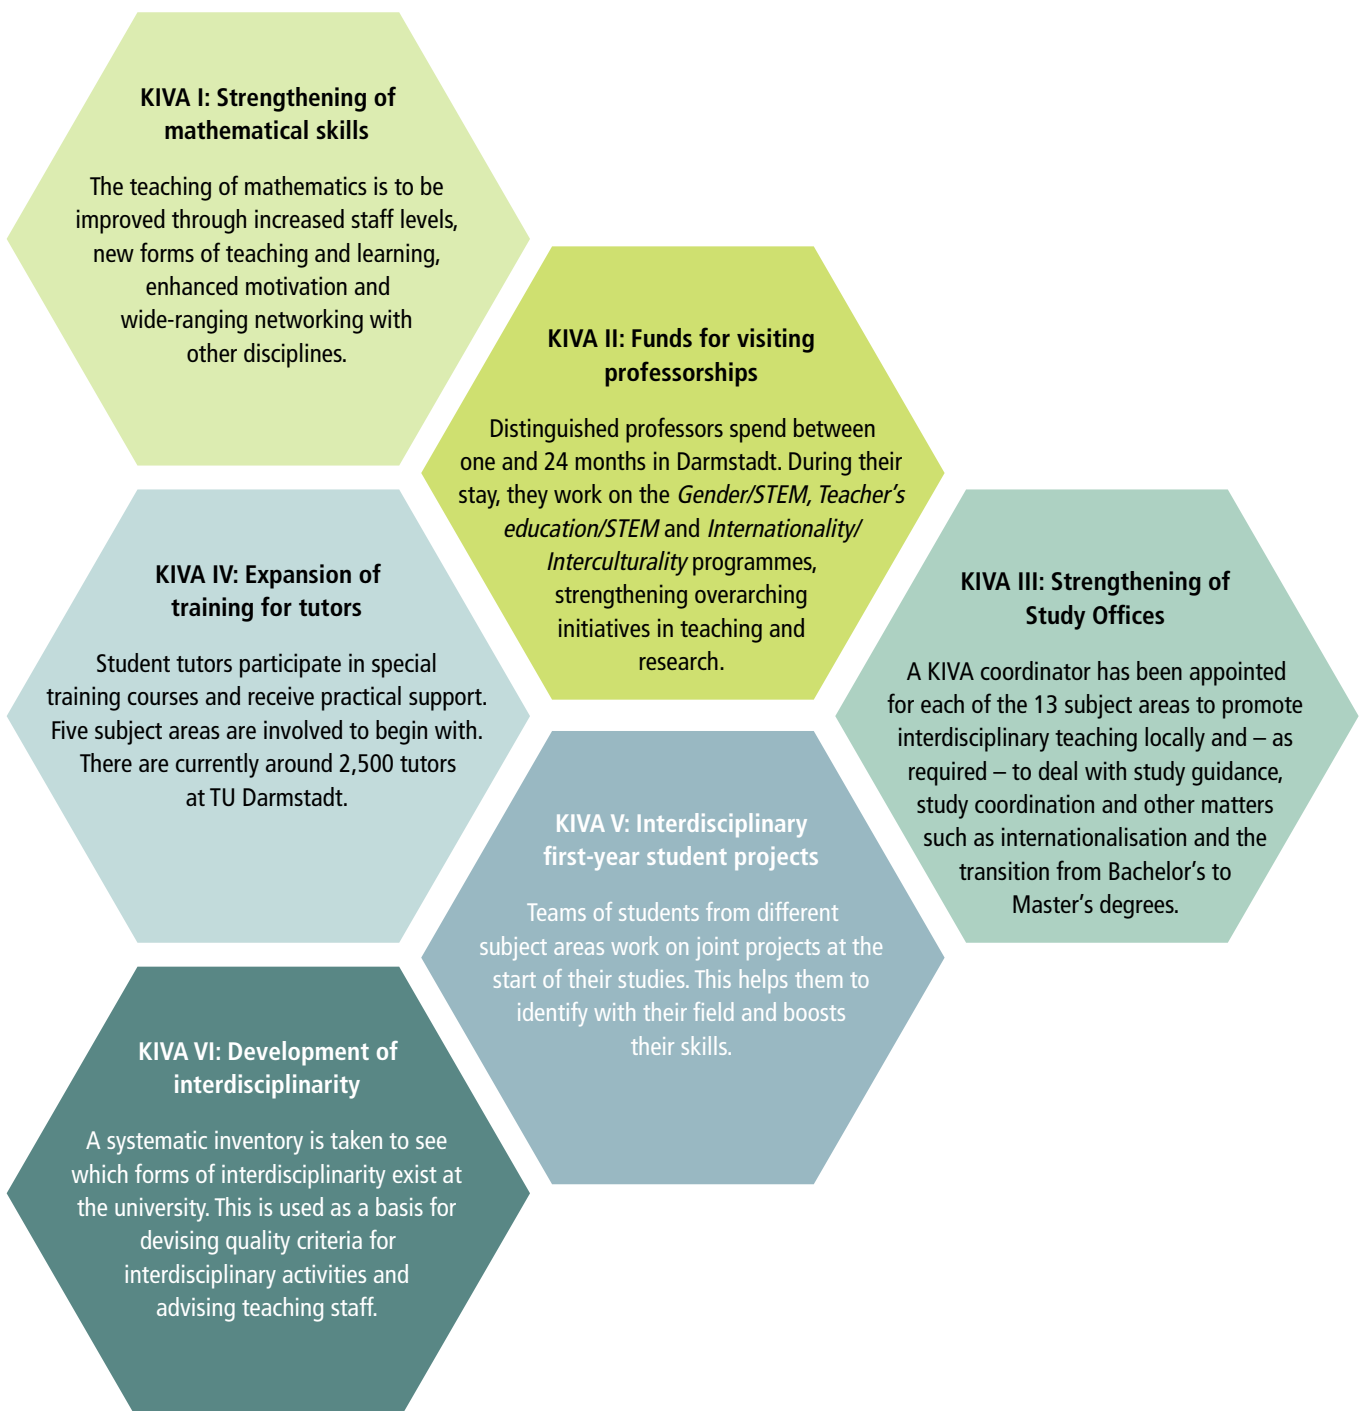 KIVA I: Strengthening of
mathematical skills
The teaching of mathematics is to be
improved through increased staff levels,
new forms of teaching and learning,
enhanced motivation and
wide-ranging networking with
other disciplines.
KIVA II: Funds for visiting
professorships
Distinguished professors spend between
one and 24 months in Darmstadt. During their
stay, they work on the Gender/STEM, Teacher’s
education/STEM and Internationality/
Interculturality programmes,
strengthening overarching
initiatives in teaching and
research.
KIVA III: Strengthening of
Study Offices
A KIVA coordinator has been appointed
for each of the 13 subject areas to promote
interdisciplinary teaching locally and – as
required – to deal with study guidance,
study coordination and other matters
such as internationalisation and the
transition from Bachelor’s to
Master’s degrees.
KIVA IV: Expansion of
training for tutors
Student tutors participate in special
training courses and receive practical support.
Five subject areas are involved to begin with.
There are currently around 2,500 tutors
at TU Darmstadt.
KIVA V: Interdisciplinary
first-year student projects
Teams of students from different
subject areas work on joint projects at the
start of their studies. This helps them to
identify with their field and boosts
their skills.
KIVA VI: Development of
interdisciplinarity
A systematic inventory is taken to see
which forms of interdisciplinarity exist at
the university. This is used as a basis for
devising quality criteria for
interdisciplinary activities and
advising teaching staff.